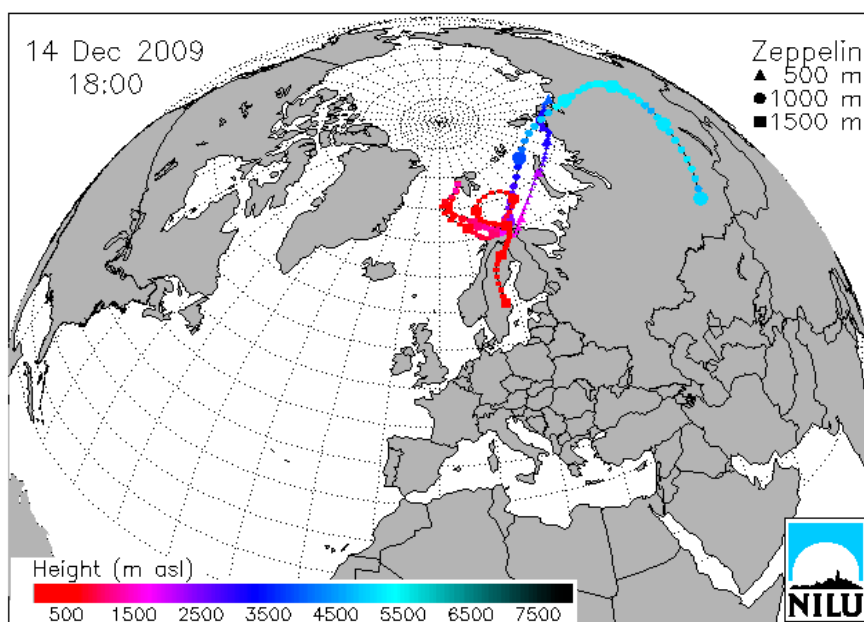 14 Dec 2009
18:00
Zeppelin
▲ 500 m
● 1000 m
■ 1500 m
Height (m asl)
500 1500 2500 3500 4500 5500 6500 7500
NILU